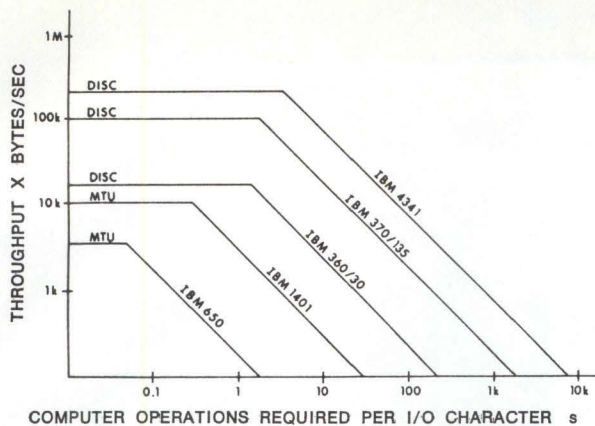 THROUGHPUT X BYTES/SEC
1M
100k
10k
1k
DISC
DISC
DISC
MTU
MTU
IBM 4341
IBM 370/135
IBM 360/30
IBM 1401
IBM 650
0.1
1
10
100
1k
10k
COMPUTER OPERATIONS REQUIRED PER I/O CHARACTER s